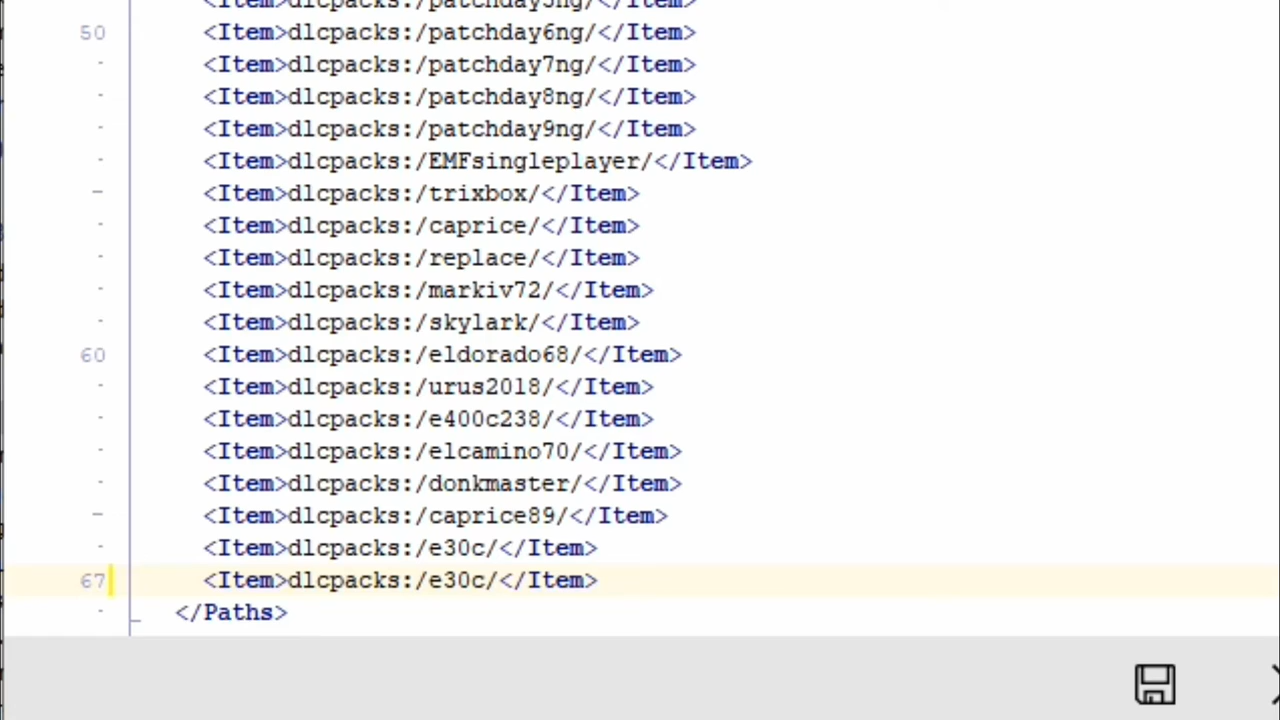 <Item>dlcpacks:/patchday5ng/</Item>
50 <Item>dlcpacks:/patchday6ng/</Item>
<Item>dlcpacks:/patchday7ng/</Item>
<Item>dlcpacks:/patchday8ng/</Item>
<Item>dlcpacks:/patchday9ng/</Item>
<Item>dlcpacks:/EMFsingleplayer/</Item>
<Item>dlcpacks:/trixbox/</Item>
<Item>dlcpacks:/caprice/</Item>
<Item>dlcpacks:/replace/</Item>
<Item>dlcpacks:/markiv72/</Item>
<Item>dlcpacks:/skylark/</Item>
60 <Item>dlcpacks:/eldorado68/</Item>
<Item>dlcpacks:/urus2018/</Item>
<Item>dlcpacks:/e400c238/</Item>
<Item>dlcpacks:/elcamino70/</Item>
<Item>dlcpacks:/donkmaster/</Item>
<Item>dlcpacks:/caprice89/</Item>
<Item>dlcpacks:/e30c/</Item>
67 <Item>dlcpacks:/e30c/</Item>
</Paths>